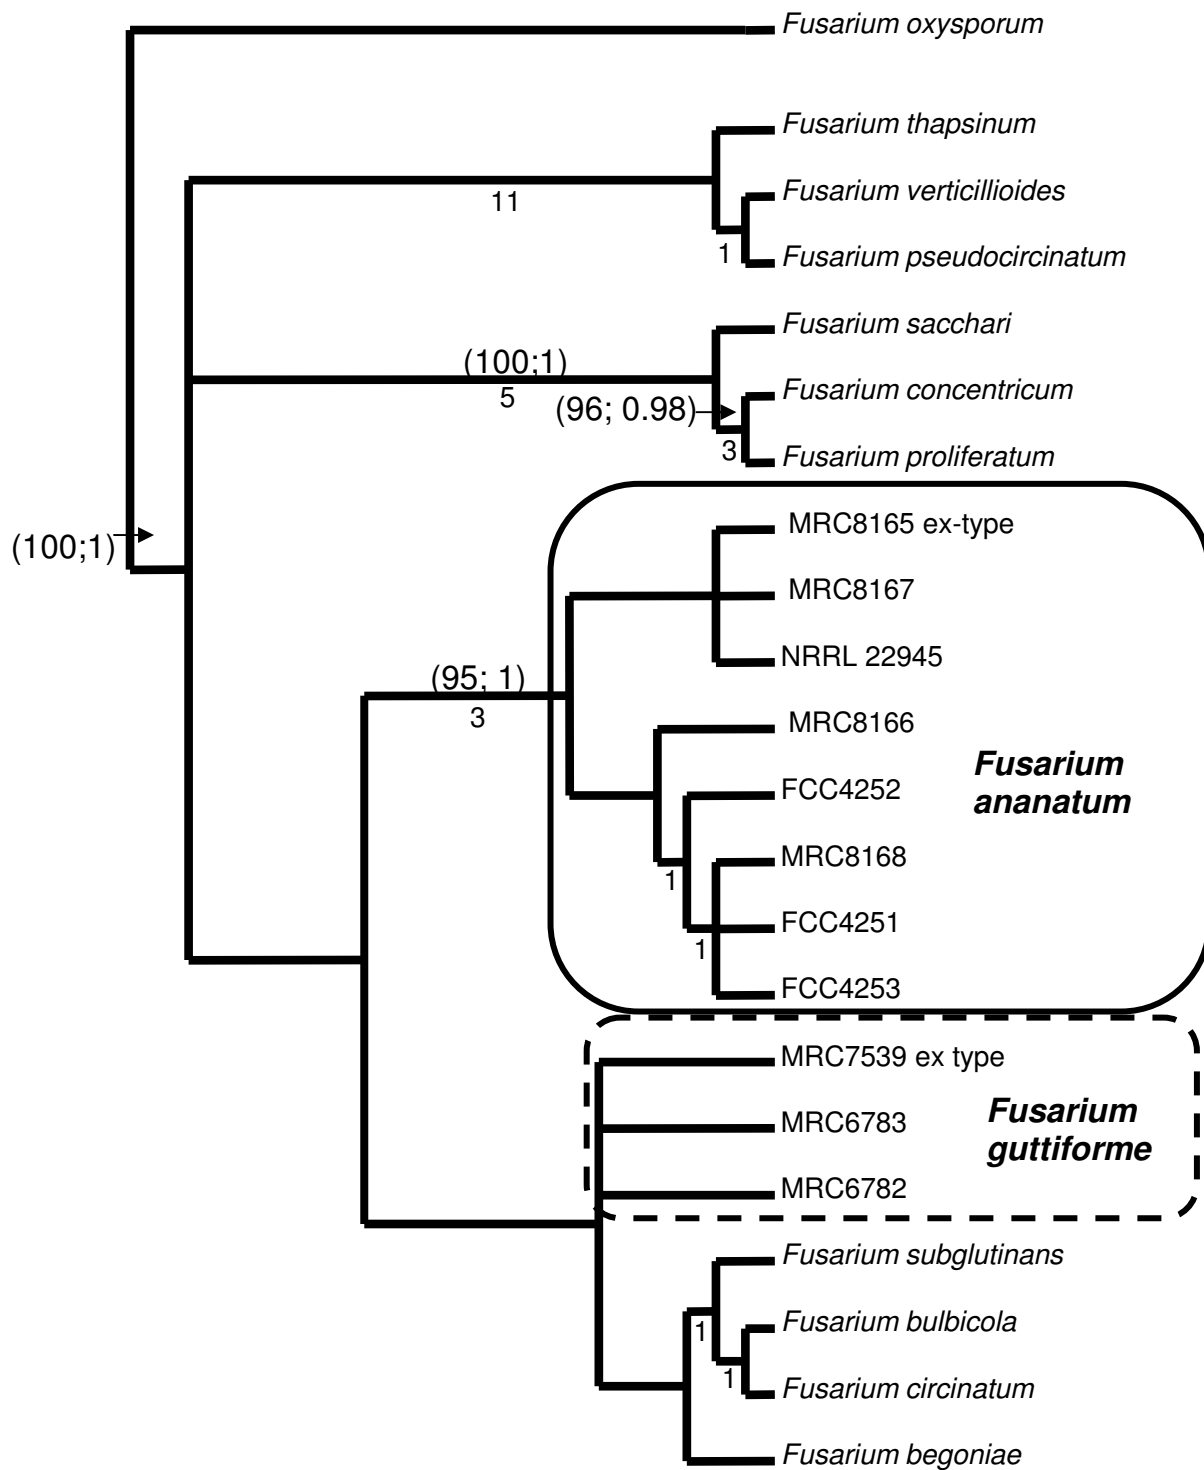 Fusarium oxysporum
Fusarium thapsinum
11
Fusarium verticillioides
1
Fusarium pseudocircinatum
Fusarium sacchari
(100;1)
5
Fusarium concentricum
(96; 0.98)
3
Fusarium proliferatum
MRC8165 ex-type
(100;1)
MRC8167
NRRL 22945
(95; 1)
3
MRC8166
Fusarium
ananatum
FCC4252
MRC8168
1
FCC4251
1
FCC4253
MRC7539 ex type
MRC6783
Fusarium
guttiforme
MRC6782
Fusarium subglutinans
1
Fusarium bulbicola
1
Fusarium circinatum
Fusarium begoniae